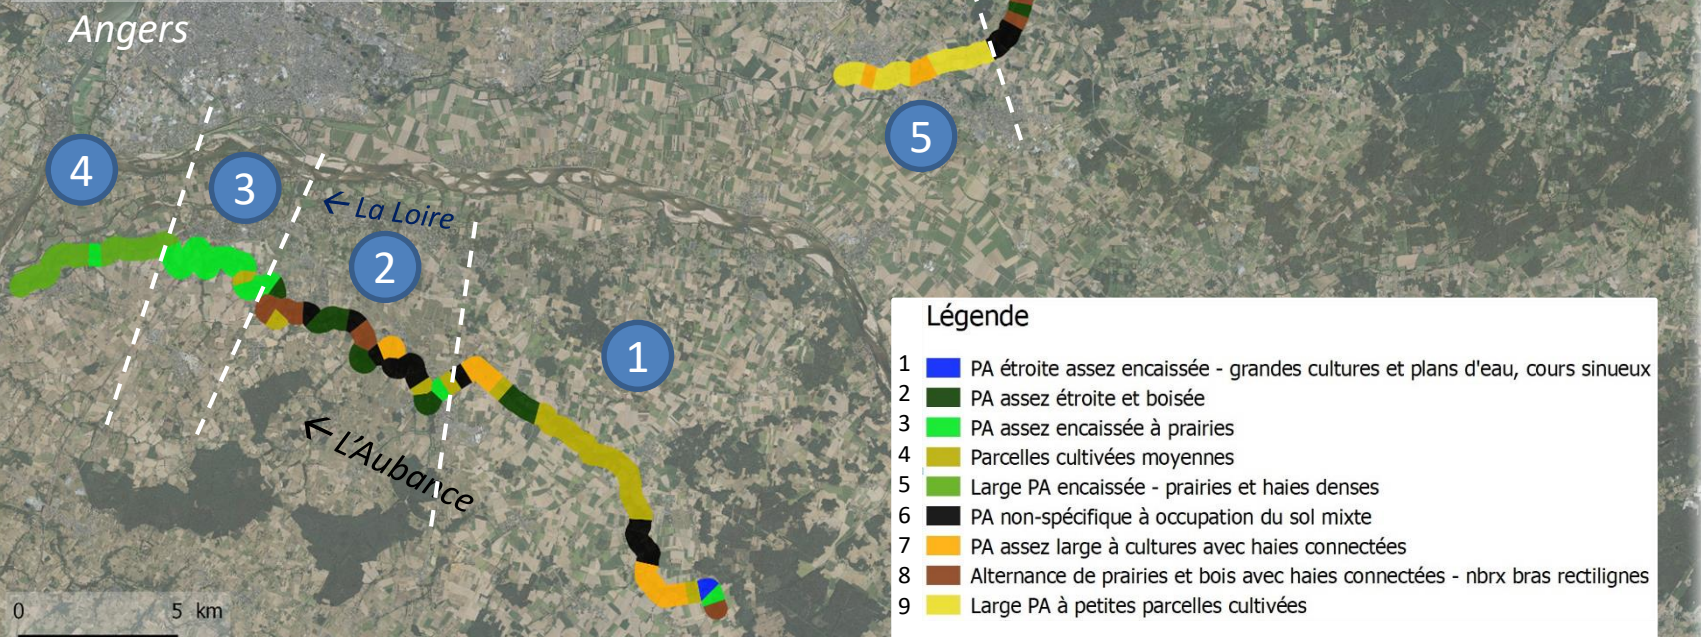 Angers
4
3
5
← La Loire
2
1
← L'Aubance
0 5 km
Légende
1 PA étroite assez encaissée - grandes cultures et plans d'eau, cours sinueux
2 PA assez étroite et boisée
3 PA assez encaissée à prairies
4 Parcelles cultivées moyennes
5 Large PA encaissée - prairies et haies denses
6 PA non-spécifique à occupation du sol mixte
7 PA assez large à cultures avec haies connectées
8 Alternance de prairies et bois avec haies connectées - nbrx bras rectilignes
9 Large PA à petites parcelles cultivées